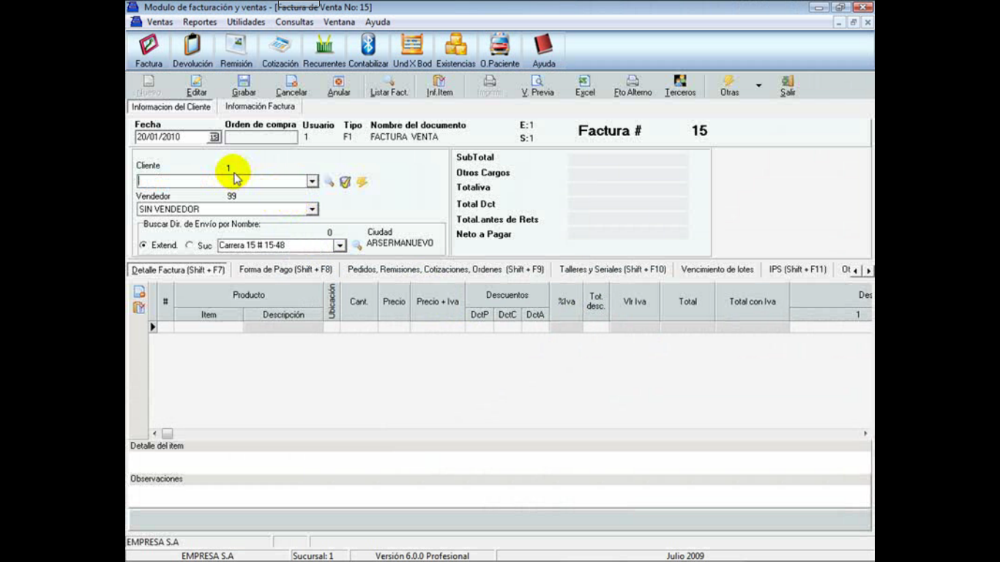 Modulo de facturación y ventas - [Factura de Venta No: 15]
Ventas Reportes Utilidades Consultas Ventana Ayuda
Factura Devolución Remisión Cotización Recurrentes Contabilizar Und X Bod Existencias O.Paciente Ayuda
Nuevo Editar Grabar Cancelar Anular Listar Fact. Inf.Item Imprimir V. Previa Excel Fto Alterno Terceros Otras Salir
Informacion del Cliente Información Factura
Fecha Orden de compra Usuario Tipo Nombre del documento E:1
20/01/2010 15 1 F1 FACTURA VENTA S:1
Factura # 15
Cliente 1
Vendedor 99
SIN VENDEDOR
Buscar Dir. de Envío por Nombre:
0 Ciudad
Extend. Suc Carrera 15 # 15-48 ARSERMANUEVO
SubTotal
Otros Cargos
Totaliva
Total Dct
Total.antes de Rets
Neto a Pagar
Detalle Factura (Shift + F7) Forma de Pago (Shift + F8) Pedidos, Remisiones, Cotizaciones, Ordenes (Shift + F9) Talleres y Seriales (Shift + F10) Vencimiento de lotes IPS (Shift + F11) Ot
# Producto Ubicación Cant. Precio Precio + Iva Descuentos %Iva Tot. desc. Vlr Iva Total Total con Iva Des
Item Descripción DctP DctC DctA 1
Detalle del item
Observaciones
EMPRESA S.A
EMPRESA S.A Sucursal: 1 Versión 6.0.0 Profesional Julio 2009